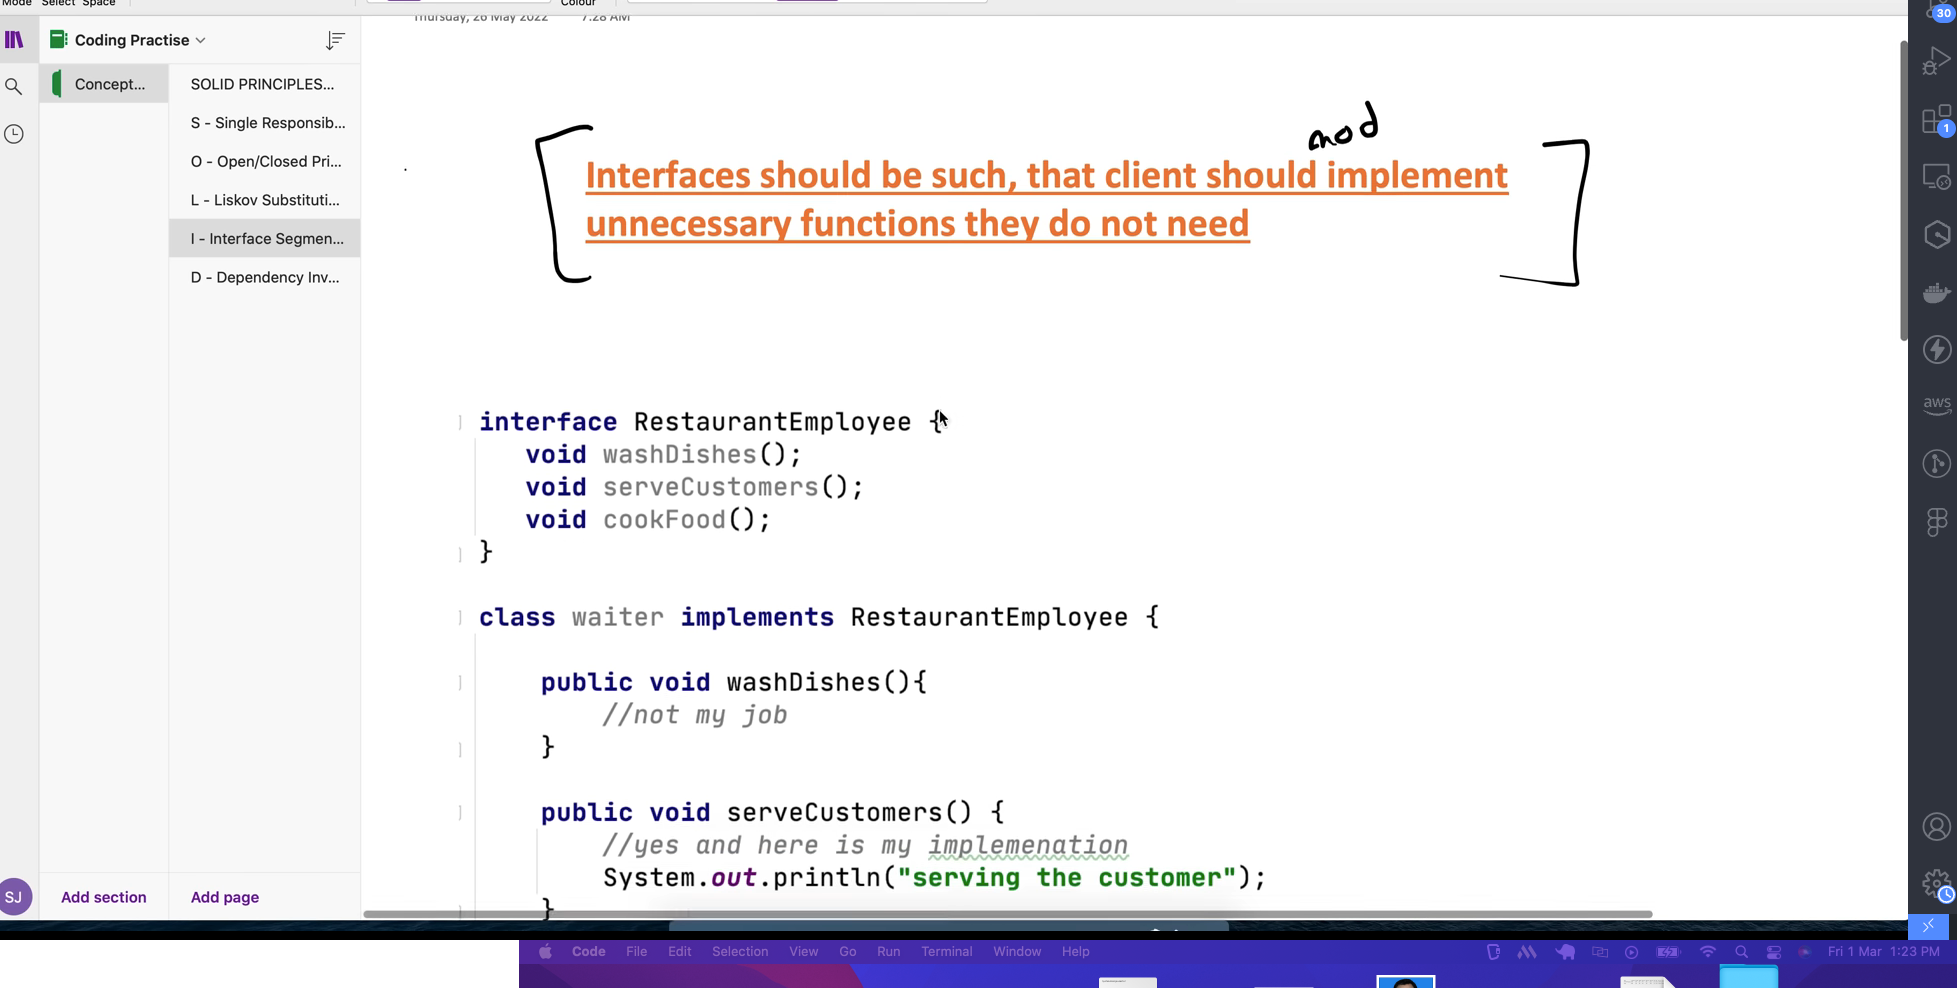 Mode Select Space
Colour
Thursday, 26 May 2022 7:28 AM
Coding Practise
Concept...
SOLID PRINCIPLES...
S - Single Responsib...
O - Open/Closed Pri...
L - Liskov Substituti...
I - Interface Segmen...
D - Dependency Inv...
Add section
Add page
SJ
Interfaces should be such, that client should implement
unnecessary functions they do not need
interface RestaurantEmployee {
void washDishes();
void serveCustomers();
void cookFood();
}
class waiter implements RestaurantEmployee {
public void washDishes(){
//not my job
}
public void serveCustomers() {
//yes and here is my implemenation
System.out.println("serving the customer");
}
30
1
aws
Code File Edit Selection View Go Run Terminal Window Help
Fri 1 Mar 1:23 PM